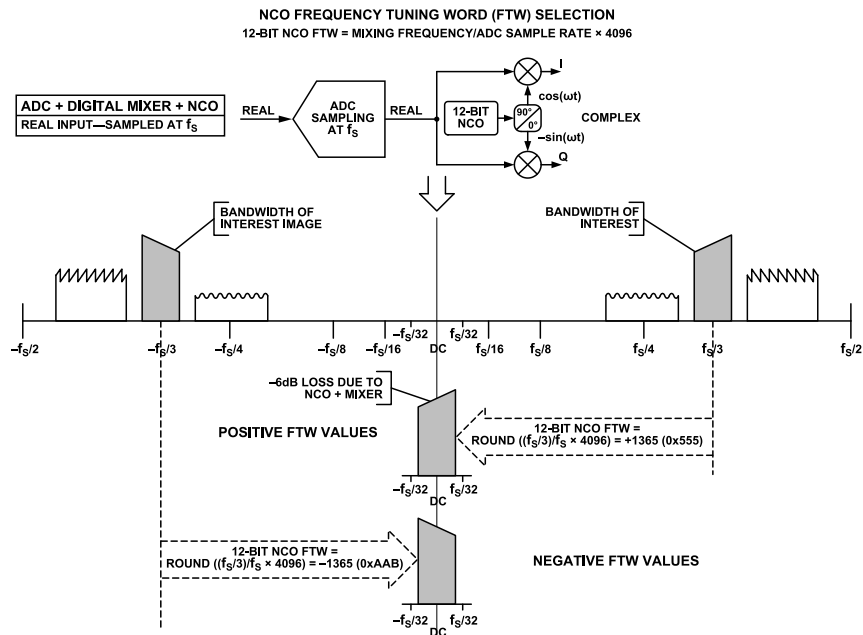 NCO FREQUENCY TUNING WORD (FTW) SELECTION
12-BIT NCO FTW = MIXING FREQUENCY/ADC SAMPLE RATE × 4096
ADC + DIGITAL MIXER + NCO
REAL INPUT—SAMPLED AT fS
REAL
ADC
SAMPLING
AT fS
REAL
12-BIT
NCO
90°
0°
I
cos(ωt)
COMPLEX
–sin(ωt)
Q
BANDWIDTH OF
INTEREST IMAGE
BANDWIDTH OF
INTEREST
–fS/2
–fS/3
–fS/4
–fS/8
–fS/16
–fS/32
DC
fS/32
fS/16
fS/8
fS/4
fS/3
fS/2
–6dB LOSS DUE TO
NCO + MIXER
POSITIVE FTW VALUES
12-BIT NCO FTW =
ROUND ((fS/3)/fS × 4096) = +1365 (0x555)
–fS/32
DC
fS/32
12-BIT NCO FTW =
ROUND ((fS/3)/fS × 4096) = –1365 (0xAAB)
NEGATIVE FTW VALUES
–fS/32
DC
fS/32